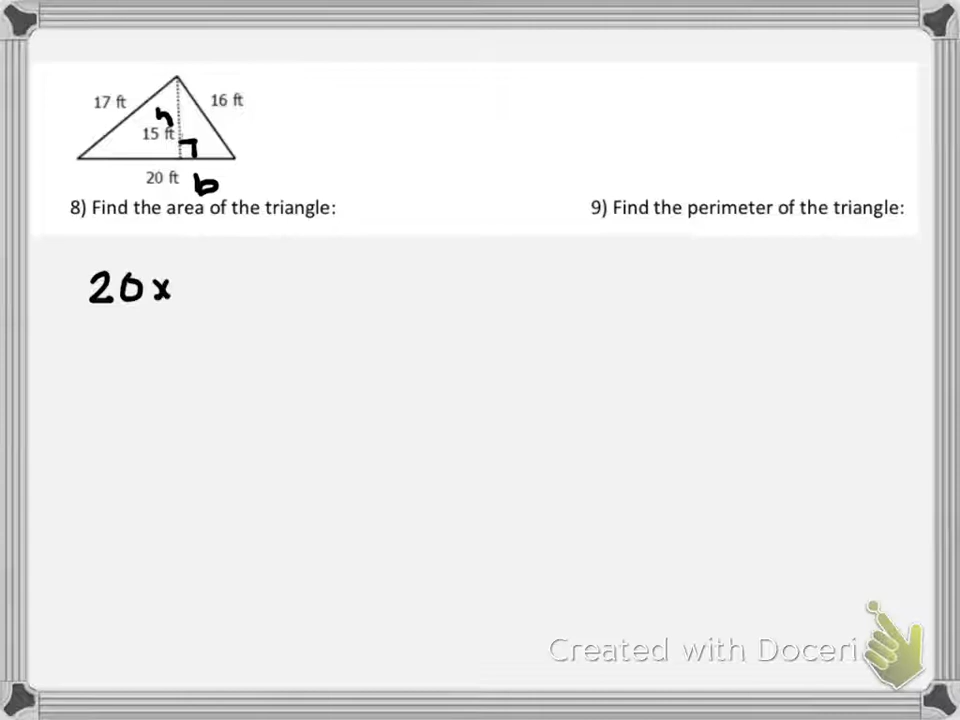 17 ft
16 ft
h
15 ft
20 ft b
8) Find the area of the triangle:
9) Find the perimeter of the triangle:
20x
Created with Doceri